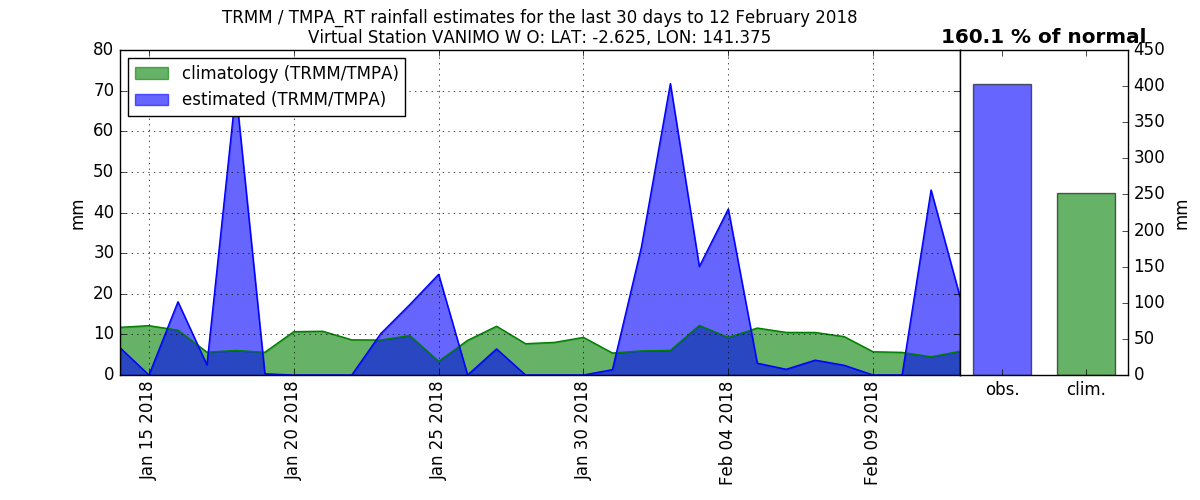 TRMM / TMPA_RT rainfall estimates for the last 30 days to 12 February 2018
Virtual Station VANIMO W O: LAT: -2.625, LON: 141.375
160.1 % of normal
climatology (TRMM/TMPA)
estimated (TRMM/TMPA)
80
70
60
50
40
30
20
10
0
mm
Jan 15 2018
Jan 20 2018
Jan 25 2018
Jan 30 2018
Feb 04 2018
Feb 09 2018
450
400
350
300
250
200
150
100
50
0
mm
obs.
clim.